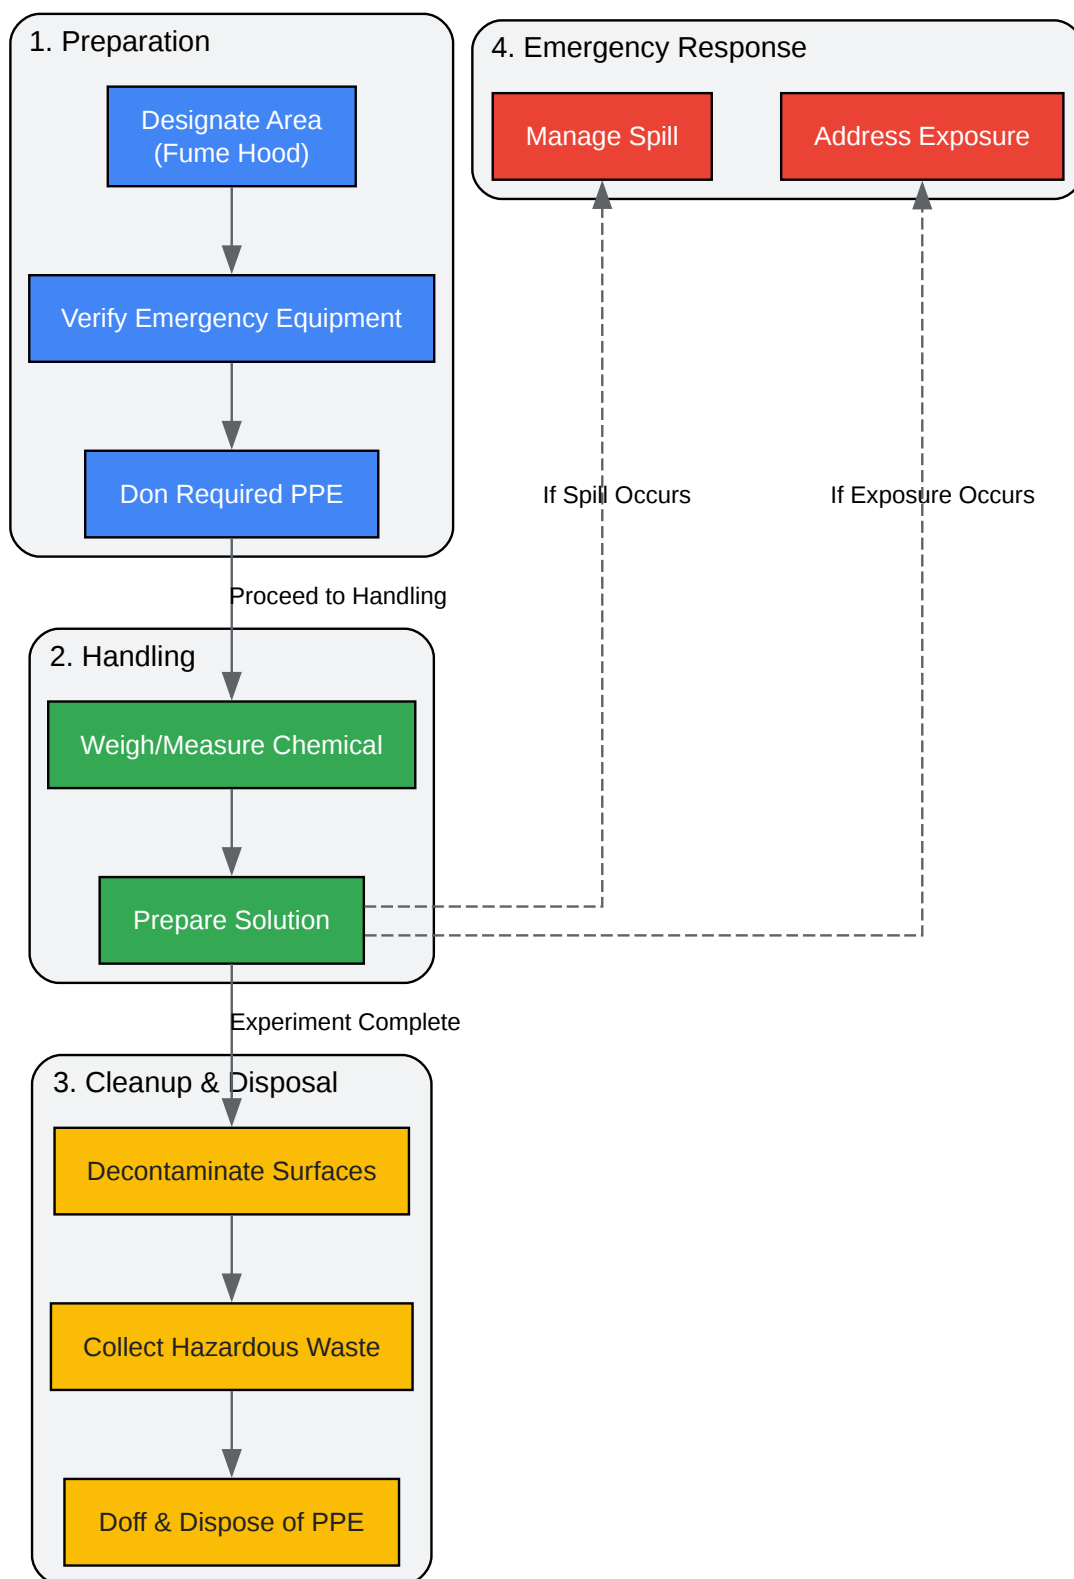 1. Preparation
Designate Area
(Fume Hood)
Verify Emergency Equipment
Don Required PPE
Proceed to Handling
2. Handling
Weigh/Measure Chemical
Prepare Solution
Experiment Complete
3. Cleanup & Disposal
Decontaminate Surfaces
Collect Hazardous Waste
Doff & Dispose of PPE
4. Emergency Response
Manage Spill
Address Exposure
If Spill Occurs
If Exposure Occurs